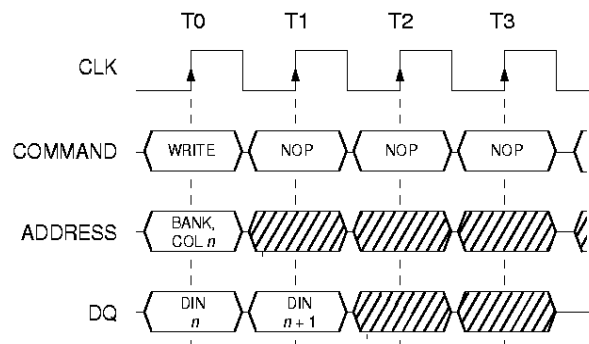 T0 T1 T2 T3
CLK
COMMAND WRITE NOP NOP NOP
ADDRESS BANK,
COL n
DQ DIN DIN
n n + 1